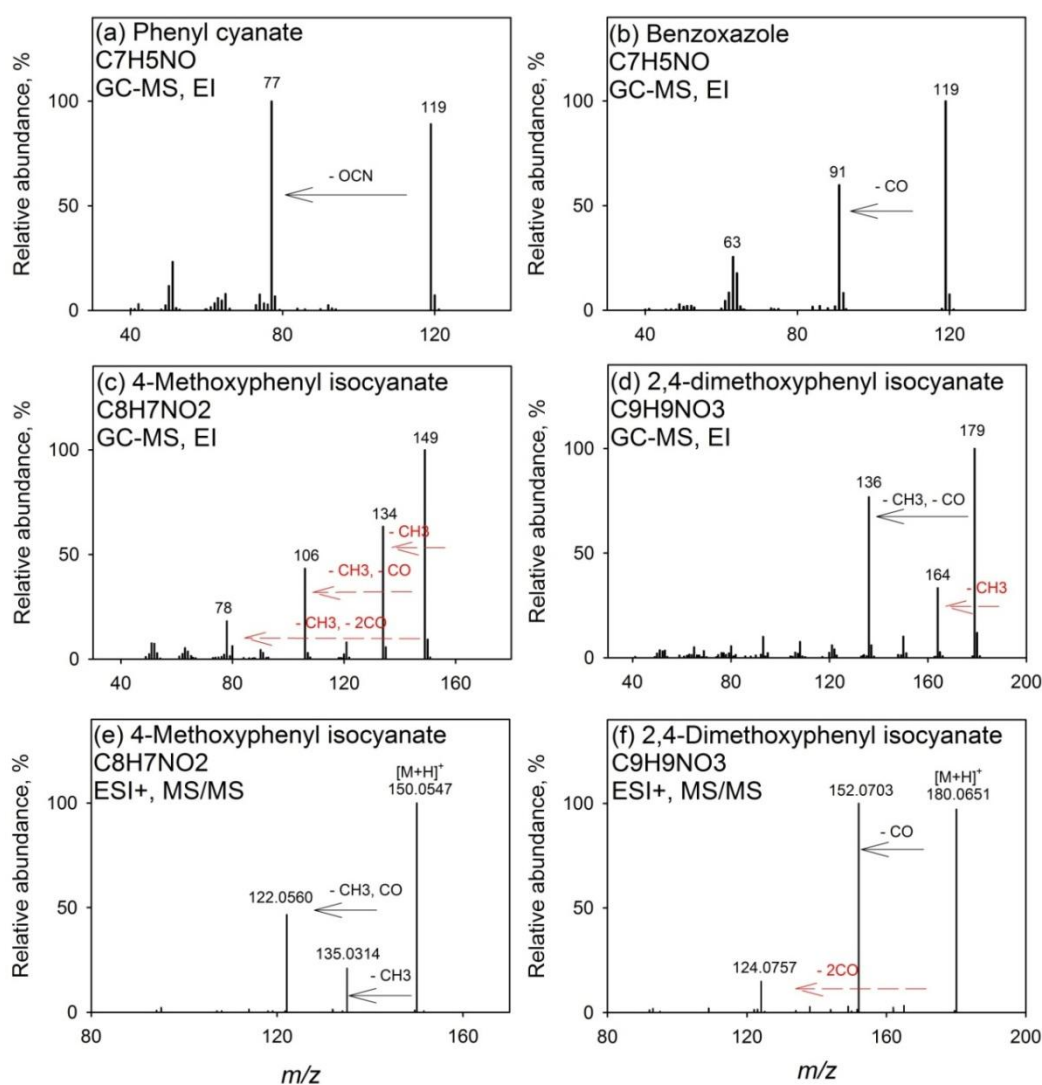 (a) Phenyl cyanate
C7H5NO
GC-MS, EI
Relative abundance, %
100
50
0
77
119
- OCN
40
80
120
(b) Benzoxazole
C7H5NO
GC-MS, EI
Relative abundance, %
100
50
0
119
91
- CO
63
40
80
120
(c) 4-Methoxyphenyl isocyanate
C8H7NO2
GC-MS, EI
Relative abundance, %
100
50
0
149
134
- CH3
106
- CH3, - CO
78
- CH3, - 2CO
40
80
120
160
(d) 2,4-dimethoxyphenyl isocyanate
C9H9NO3
GC-MS, EI
Relative abundance, %
100
50
0
179
136
- CH3, - CO
164
- CH3
40
80
120
160
200
(e) 4-Methoxyphenyl isocyanate
C8H7NO2
ESI+, MS/MS
Relative abundance, %
100
50
0
[M+H]+
150.0547
- CH3, CO
122.0560
135.0314
- CH3
80
120
160
m/z
(f) 2,4-Dimethoxyphenyl isocyanate
C9H9NO3
ESI+, MS/MS
Relative abundance, %
100
50
0
[M+H]+
152.0703
180.0651
- CO
124.0757
- 2CO
80
120
160
200
m/z